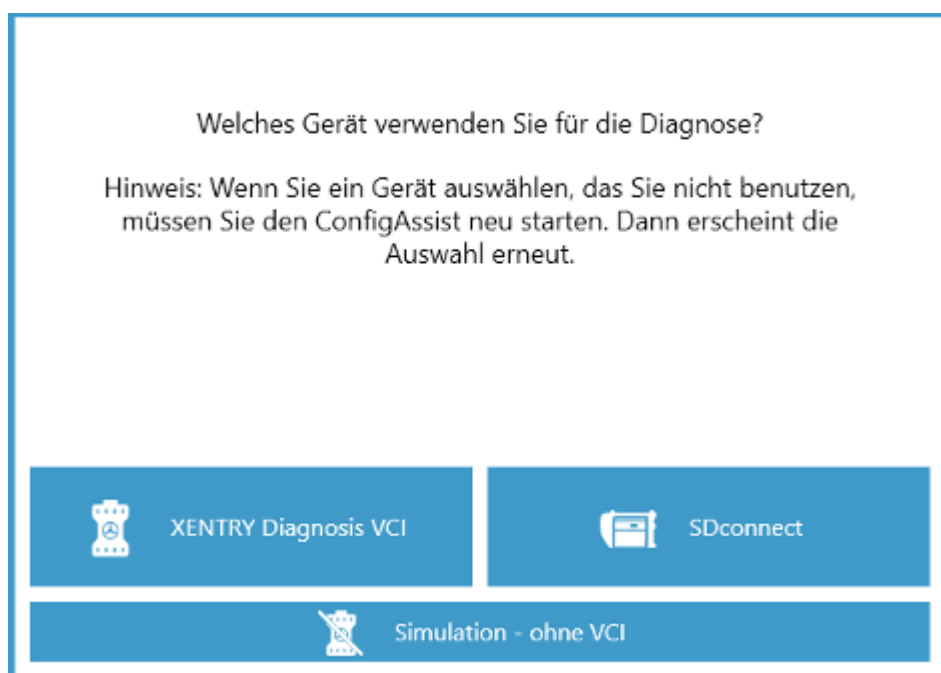 Welches Gerät verwenden Sie für die Diagnose?
Hinweis: Wenn Sie ein Gerät auswählen, das Sie nicht benutzen,
müssen Sie den ConfigAssist neu starten. Dann erscheint die
Auswahl erneut.
XENTRY Diagnosis VCI
SDconnect
Simulation - ohne VCI